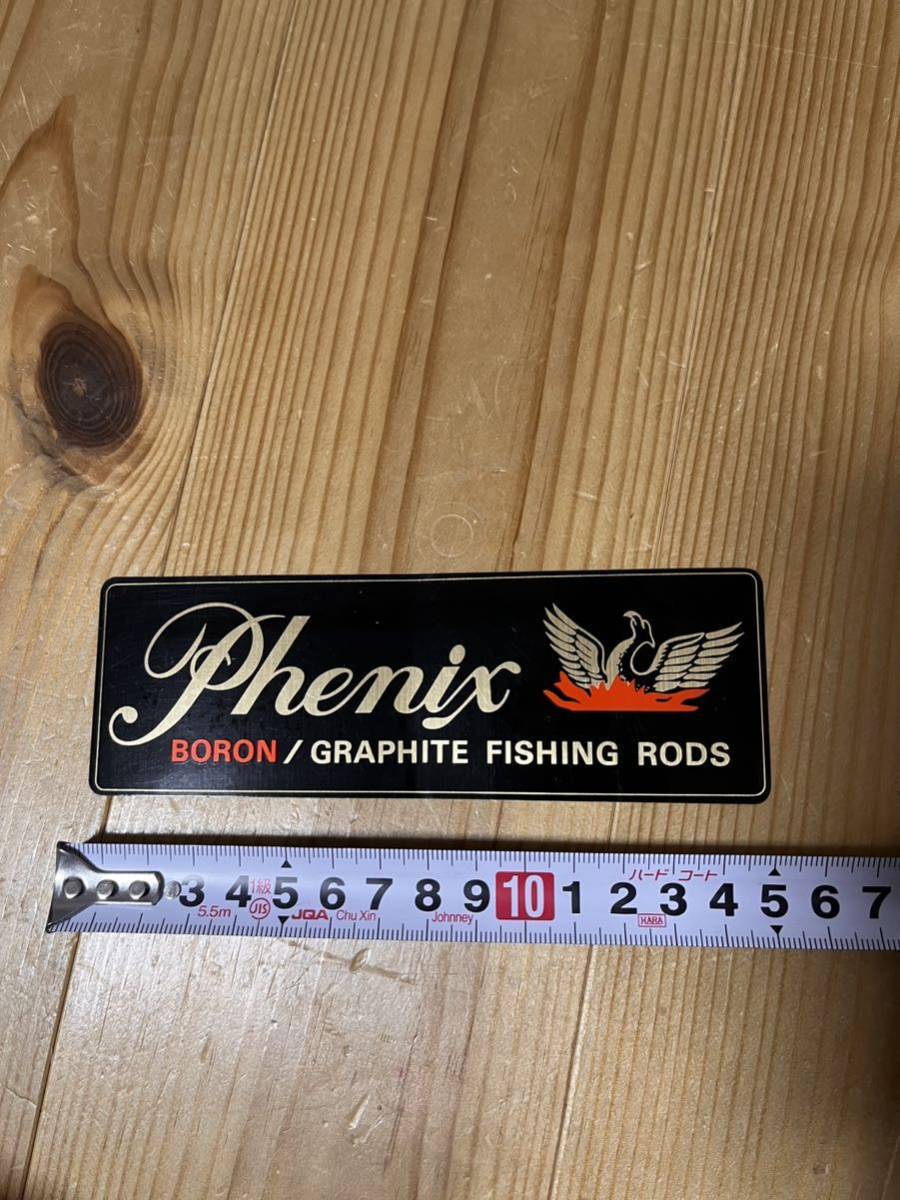 Phenix
BORON / GRAPHITE FISHING RODS
3 4 1級 5 6 7 8 9 10 1 2 3 4 5 6 7
ハード コート
5.5m JIS JQA Chu Xin Johnney HABA